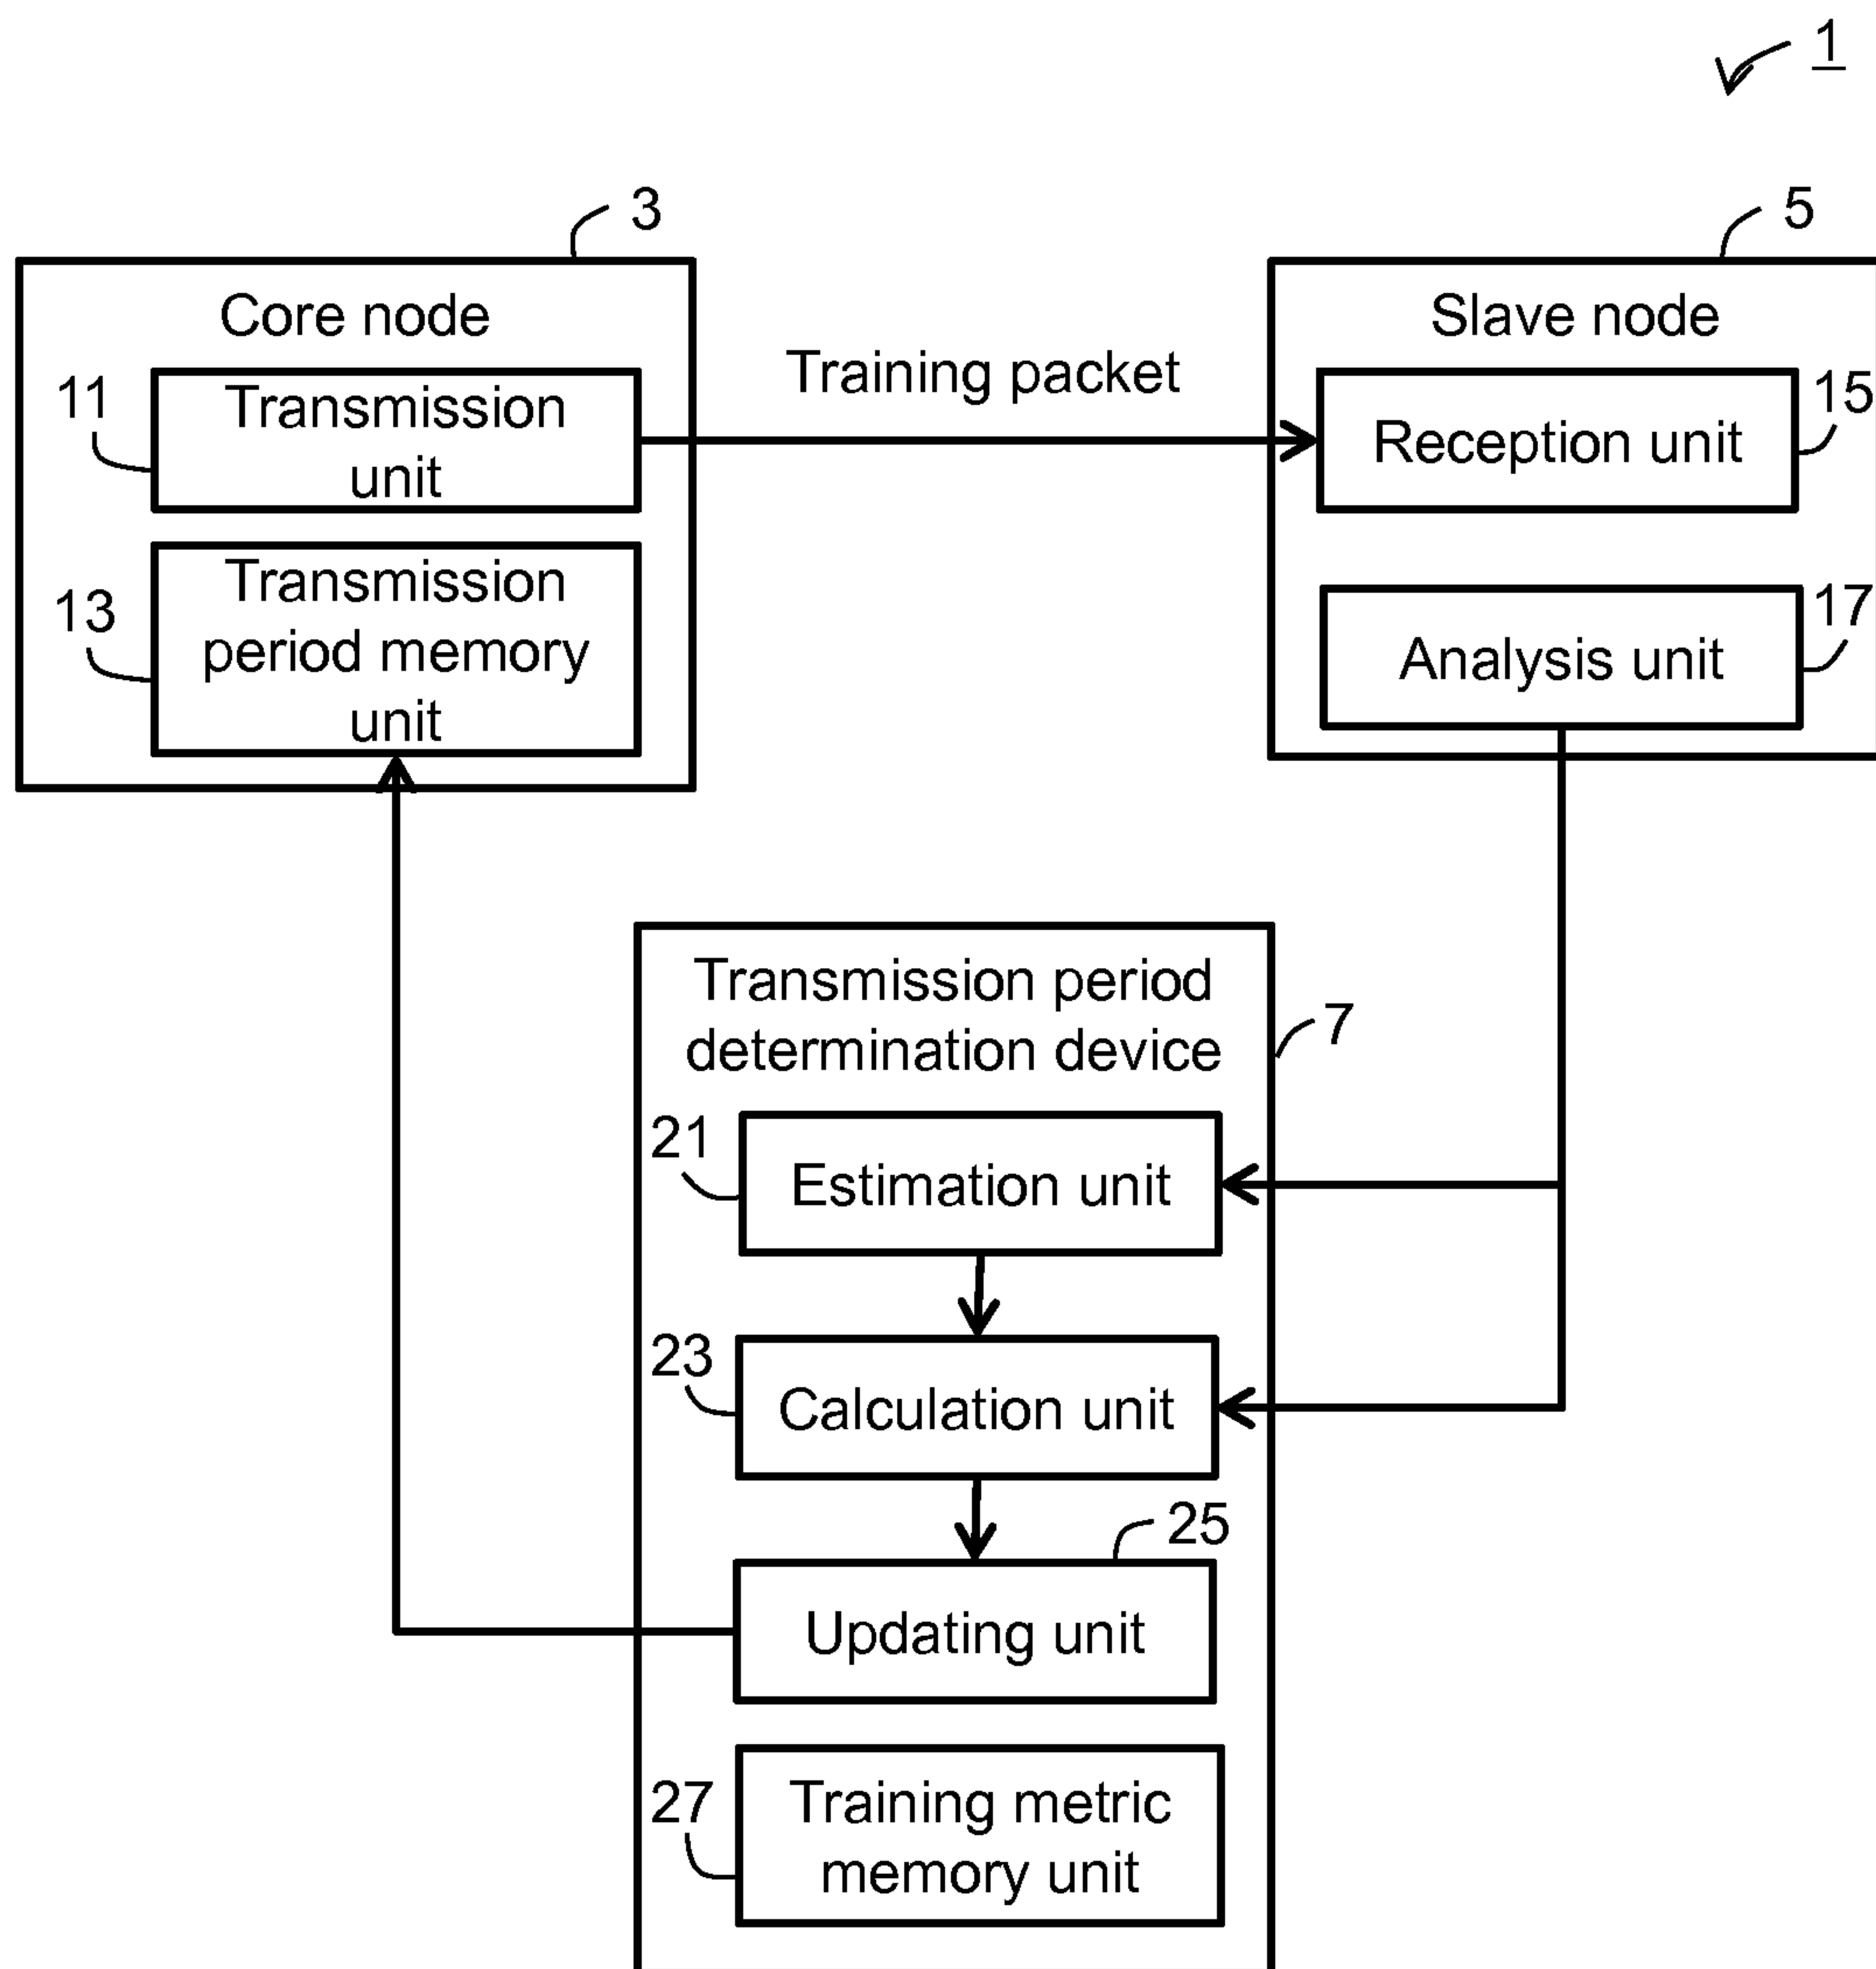 1
3
5
Core node
Slave node
11
Transmission
unit
Training packet
Reception unit
15
13
Transmission
period memory
unit
Analysis unit
17
Transmission period
determination device
7
21
Estimation unit
23
Calculation unit
25
Updating unit
27
Training metric
memory unit